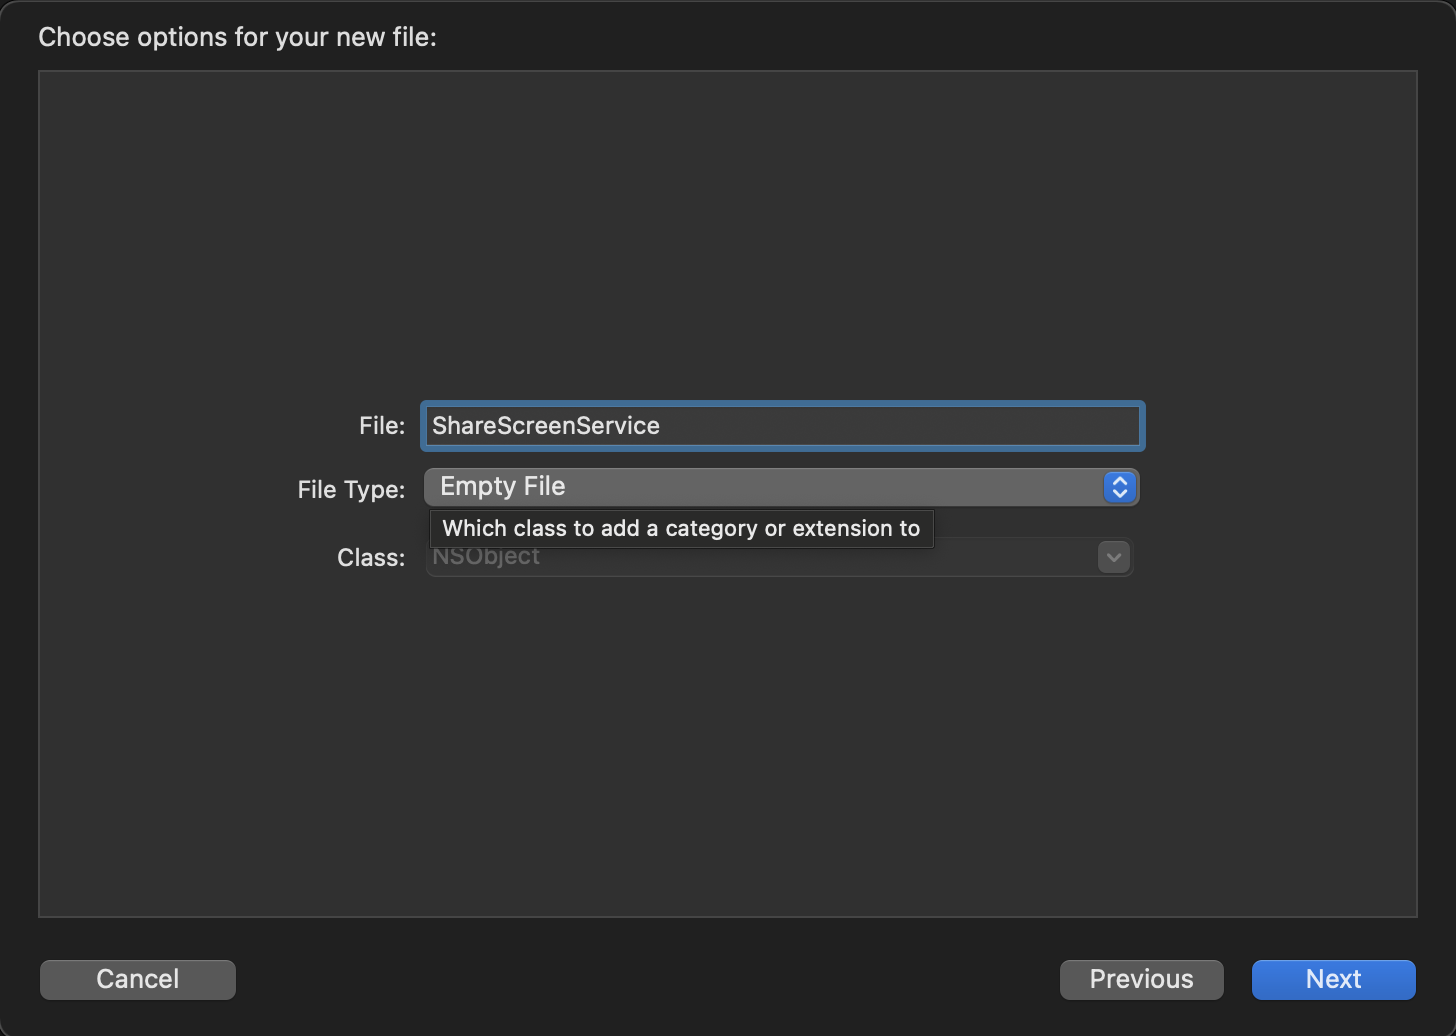 Choose options for your new file:
File: ShareScreenService
File Type: Empty File
Which class to add a category or extension to
Class: NSObject
Cancel Previous Next